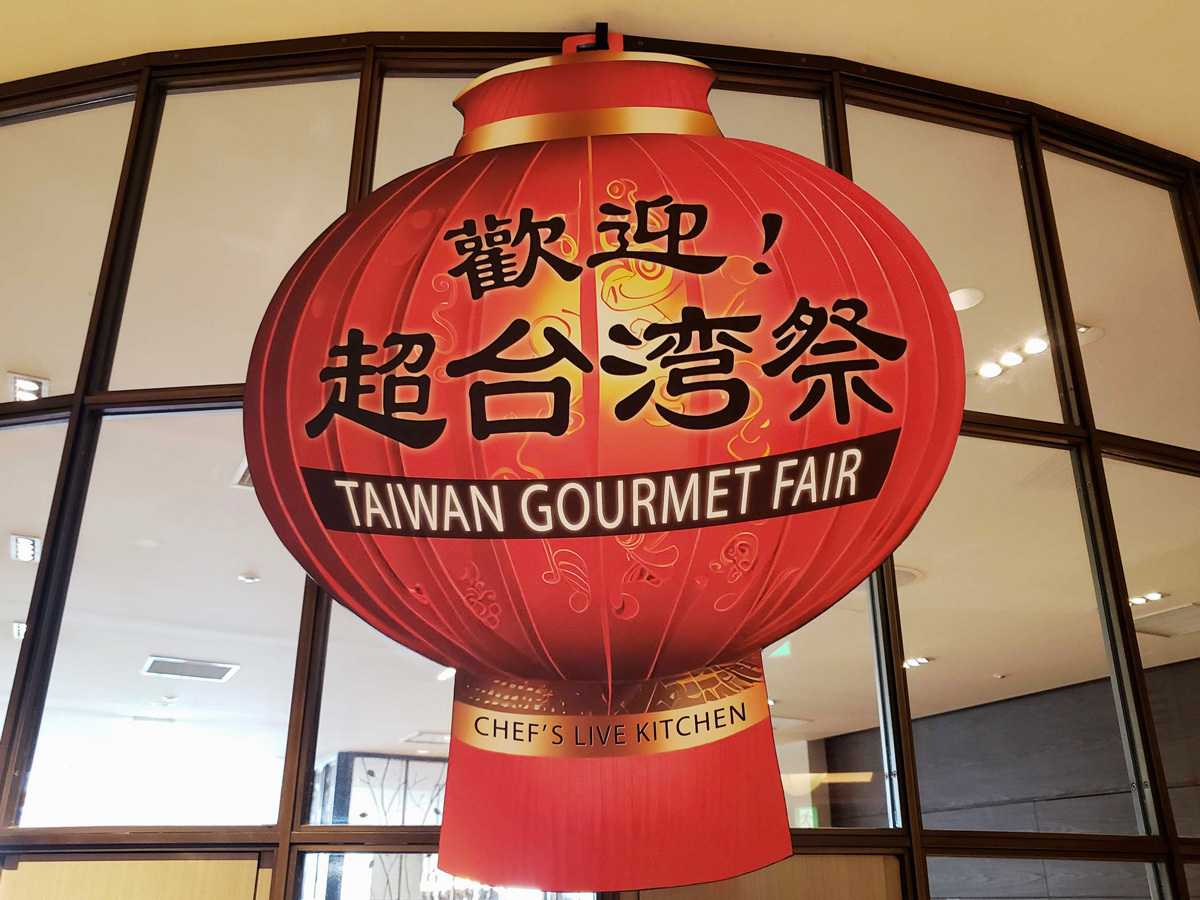 歡迎！
超台湾祭
TAIWAN GOURMET FAIR
CHEF'S LIVE KITCHEN